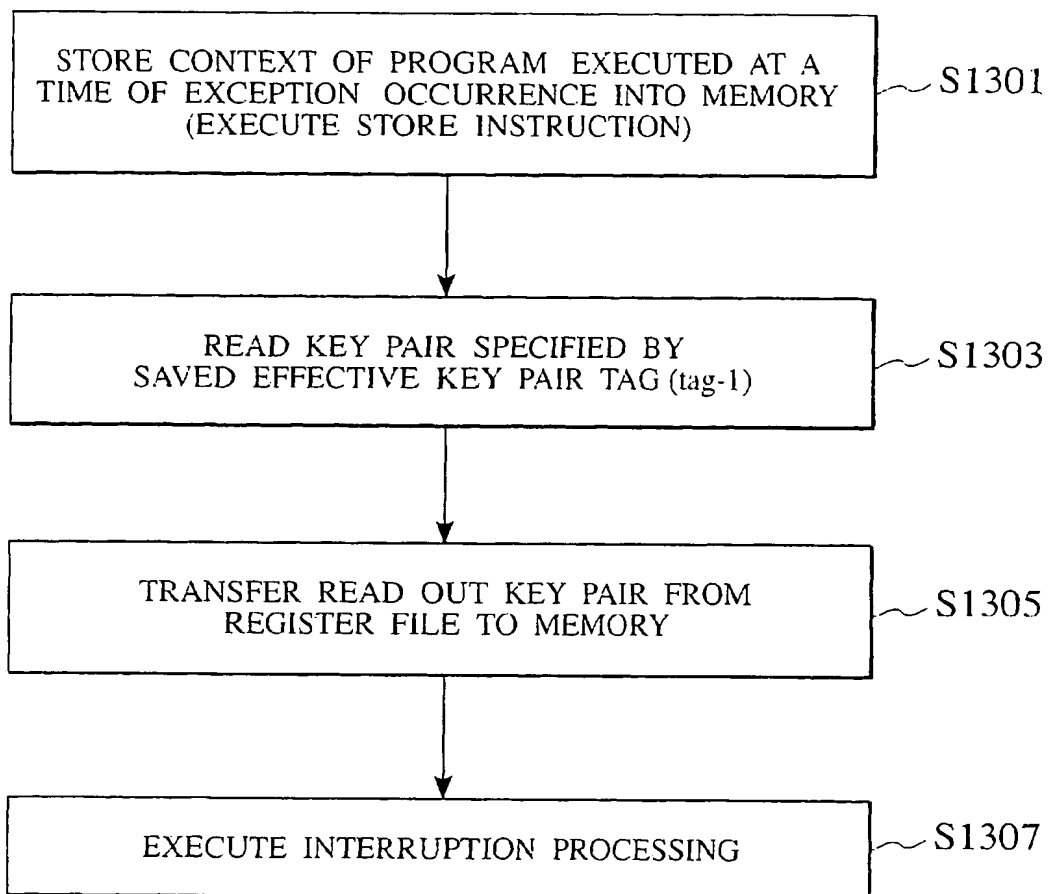 STORE CONTEXT OF PROGRAM EXECUTED AT A
TIME OF EXCEPTION OCCURRENCE INTO MEMORY
(EXECUTE STORE INSTRUCTION)
S1301
READ KEY PAIR SPECIFIED BY
SAVED EFFECTIVE KEY PAIR TAG (tag-1)
S1303
TRANSFER READ OUT KEY PAIR FROM
REGISTER FILE TO MEMORY
S1305
EXECUTE INTERRUPTION PROCESSING
S1307